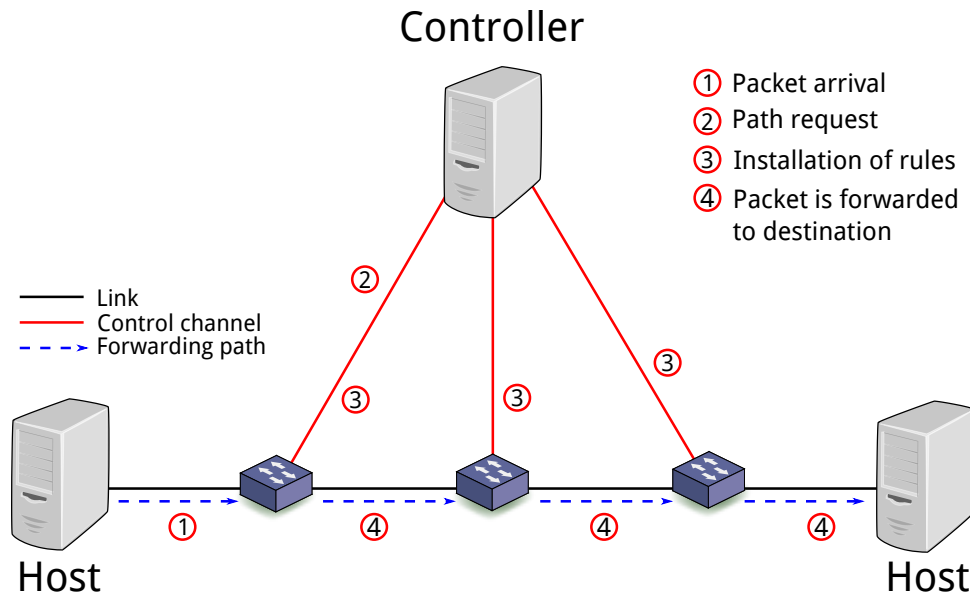 Controller
① Packet arrival
② Path request
③ Installation of rules
④ Packet is forwarded
to destination
②
Link
Control channel
Forwarding path
③
③
③
①
④
④
④
Host
Host